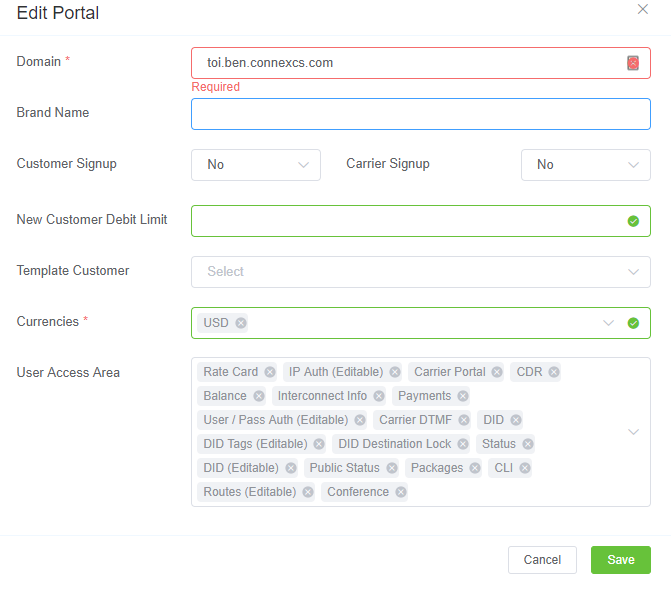 Edit Portal
Domain *
toi.ben.connexcs.com
Required
Brand Name
Customer Signup
No
Carrier Signup
No
New Customer Debit Limit
Template Customer
Select
Currencies *
USD
User Access Area
Rate Card IP Auth (Editable) Carrier Portal CDR
Balance Interconnect Info Payments
User / Pass Auth (Editable) Carrier DTMF DID
DID Tags (Editable) DID Destination Lock Status
DID (Editable) Public Status Packages CLI
Routes (Editable) Conference
Cancel Save